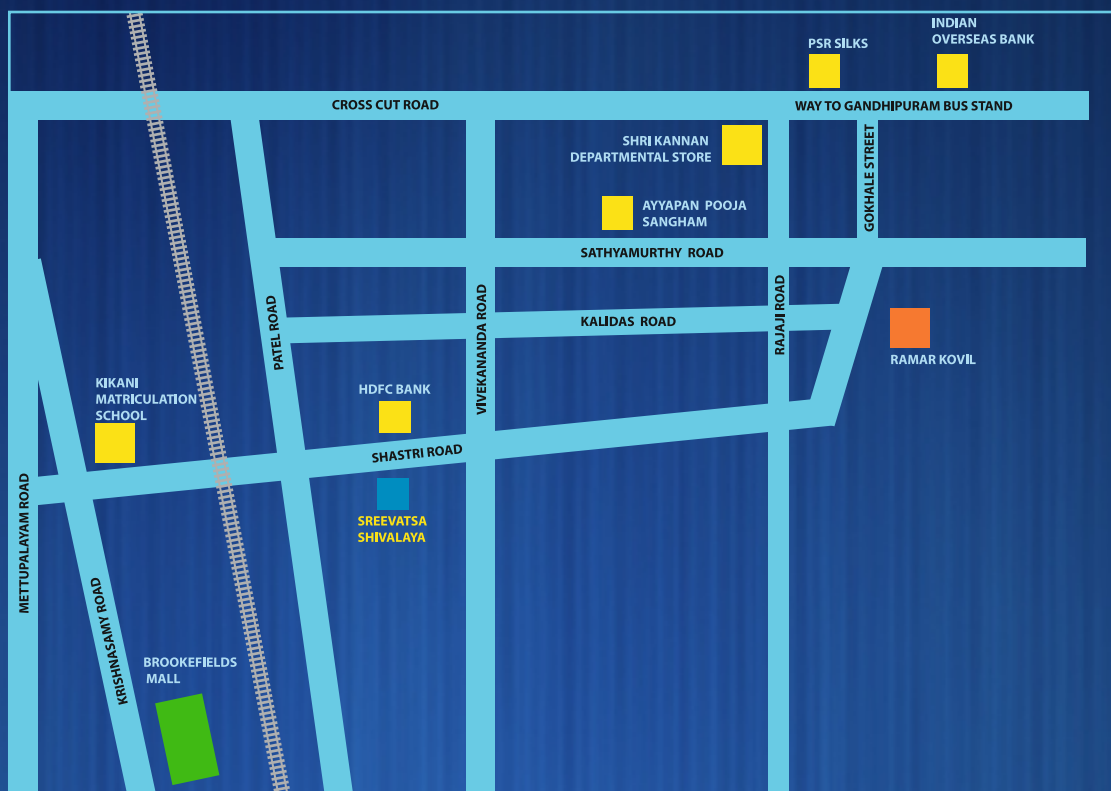 INDIAN
OVERSEAS BANK
PSR SILKS
CROSS CUT ROAD
WAY TO GANDHIPURAM BUS STAND
SHRI KANNAN
DEPARTMENTAL STORE
GOKHALE STREET
AYYAPAN POOJA
SANGHAM
SATHYAMURTHY ROAD
PATEL ROAD
VIVEKANANDA ROAD
KALIDAS ROAD
RAJAJI ROAD
RAMAR KOVIL
KIKANI
MATRICULATION
SCHOOL
HDFC BANK
SHASTRI ROAD
SREEVATSA
SHIVALAYA
METTUPALAYAM ROAD
KRISHNASAMY ROAD
BROOKEFIELDS
MALL